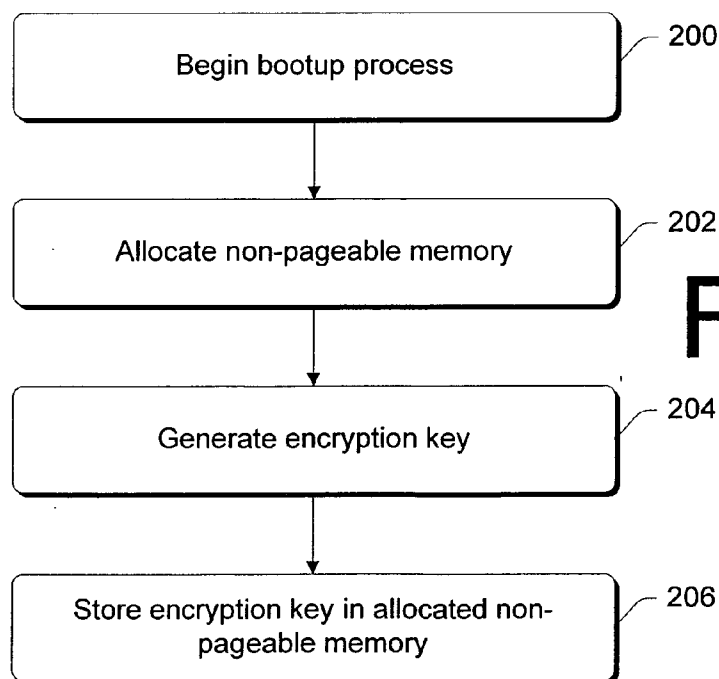 Begin bootup process
200
Allocate non-pageable memory
202
F
Generate encryption key
204
Store encryption key in allocated non-
pageable memory
206